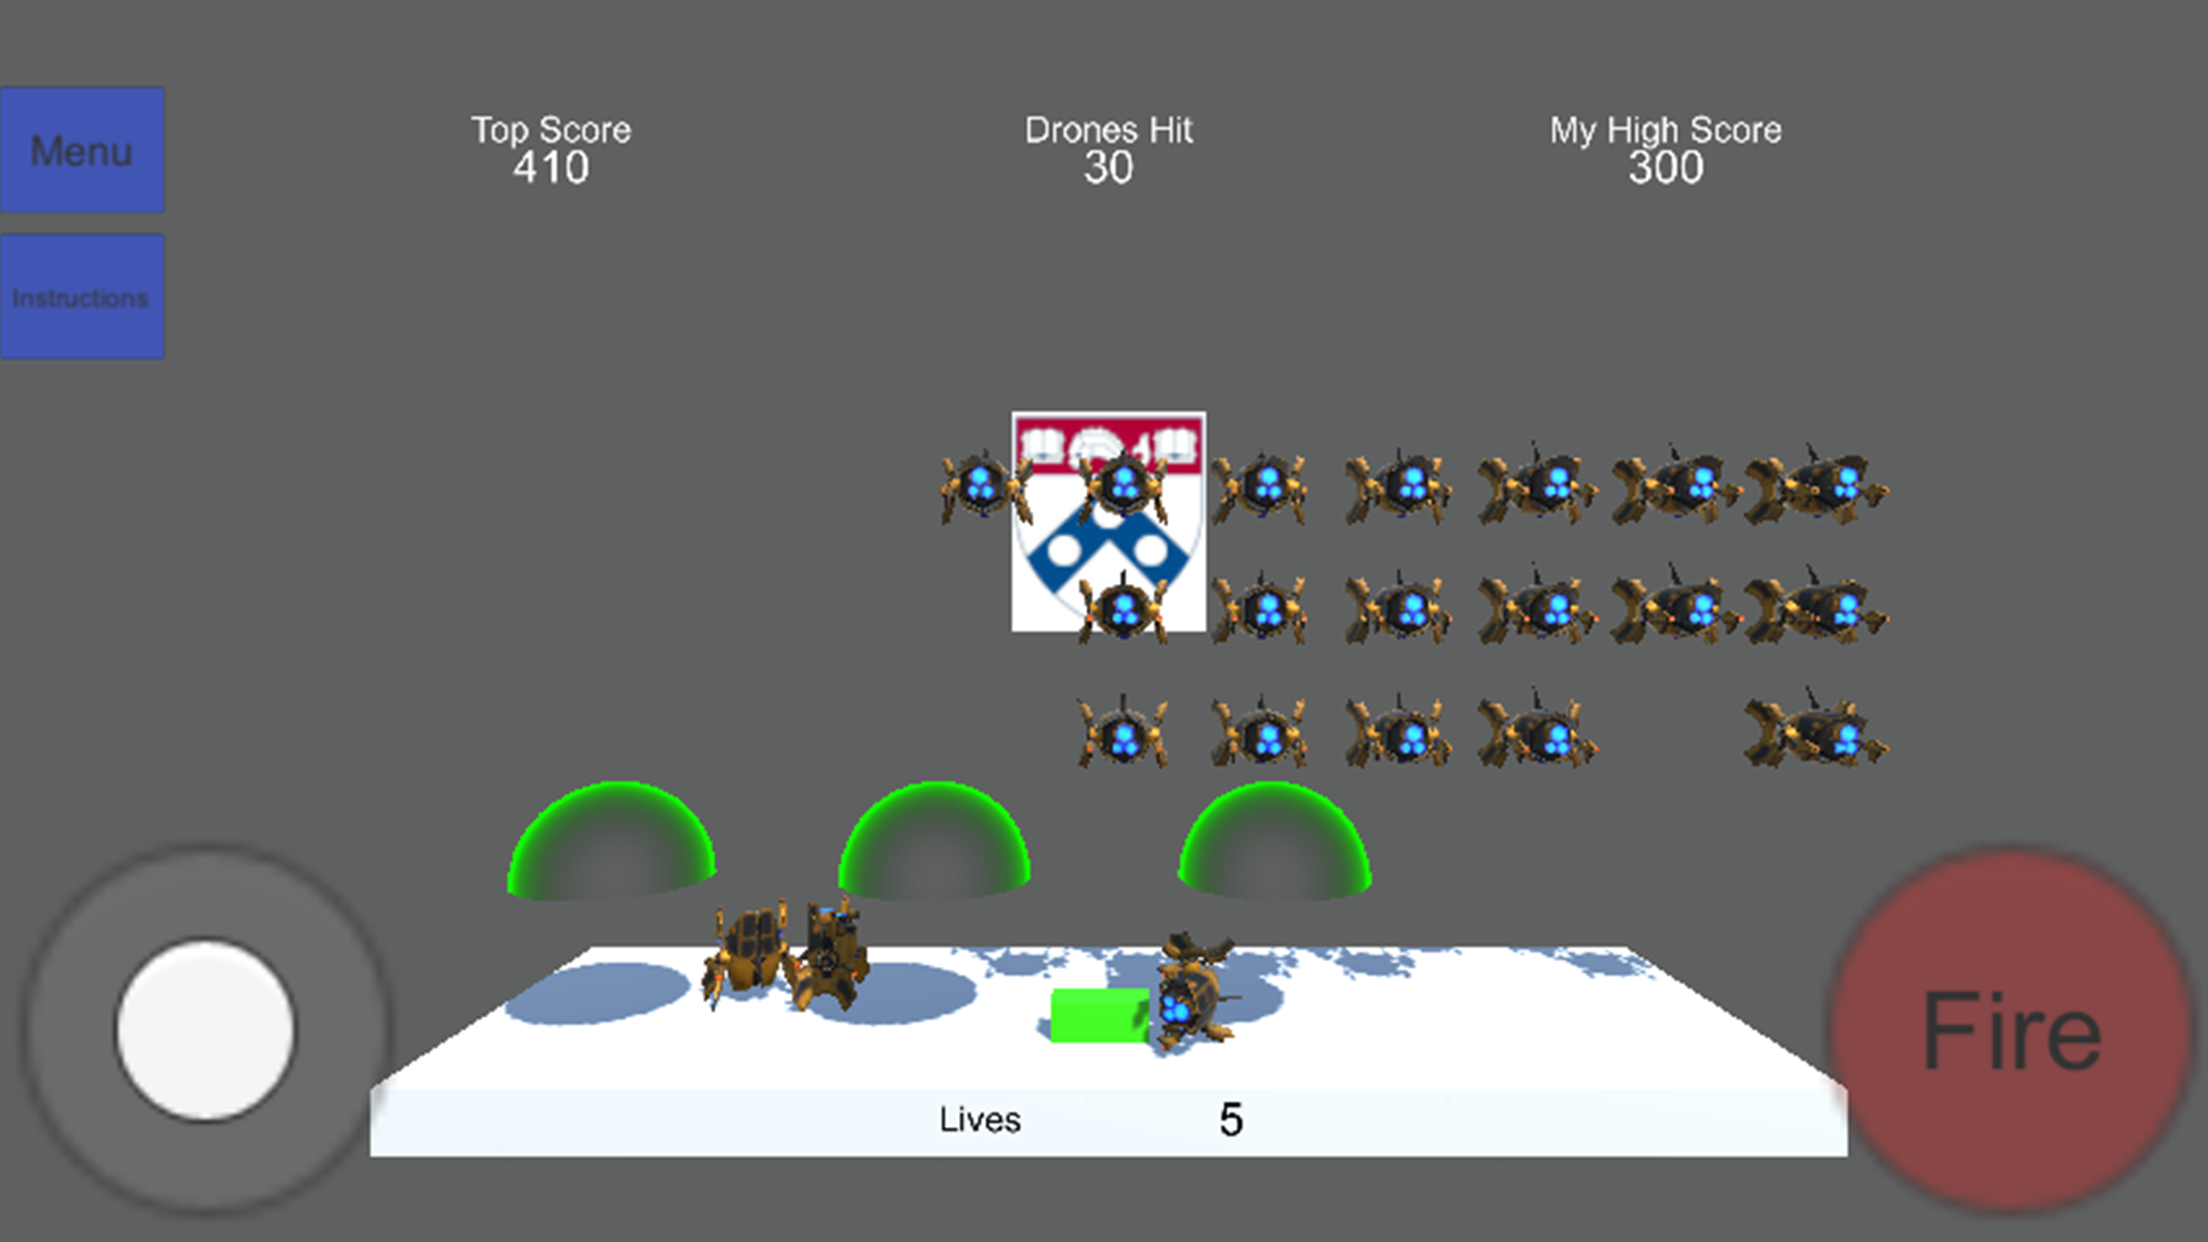 Menu
Instructions
Top Score
410
Drones Hit
30
My High Score
300
Fire
Lives 5